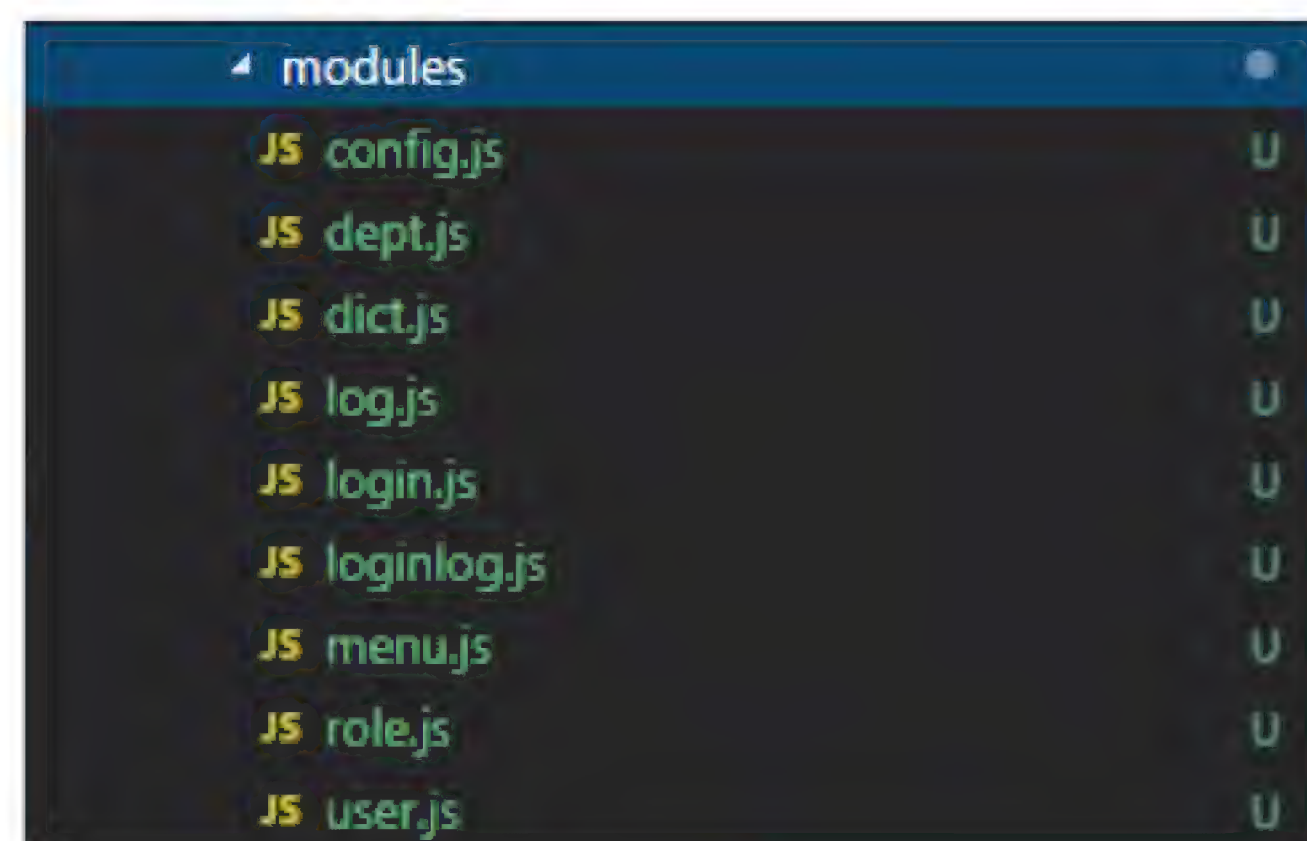 modules
JS config.js U
JS dept.js U
JS dict.js U
JS log.js U
JS login.js U
JS loginlog.js U
JS menu.js U
JS role.js U
JS user.js U